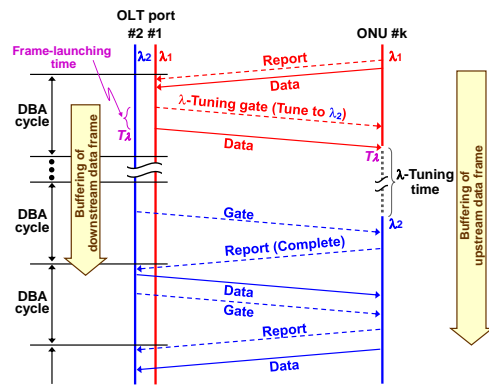 OLT port
#2 #1
ONU #k
Frame-launching
time
λ2
λ1
λ1
Report
Data
DBA
cycle
λ-Tuning gate (Tune to λ2)
Tλ
Data
Tλ
λ-Tuning
time
Buffering of
downstream data frame
Buffering of
upstream data frame
DBA
cycle
Gate
λ2
Report (Complete)
DBA
cycle
Data
Gate
Report
Data